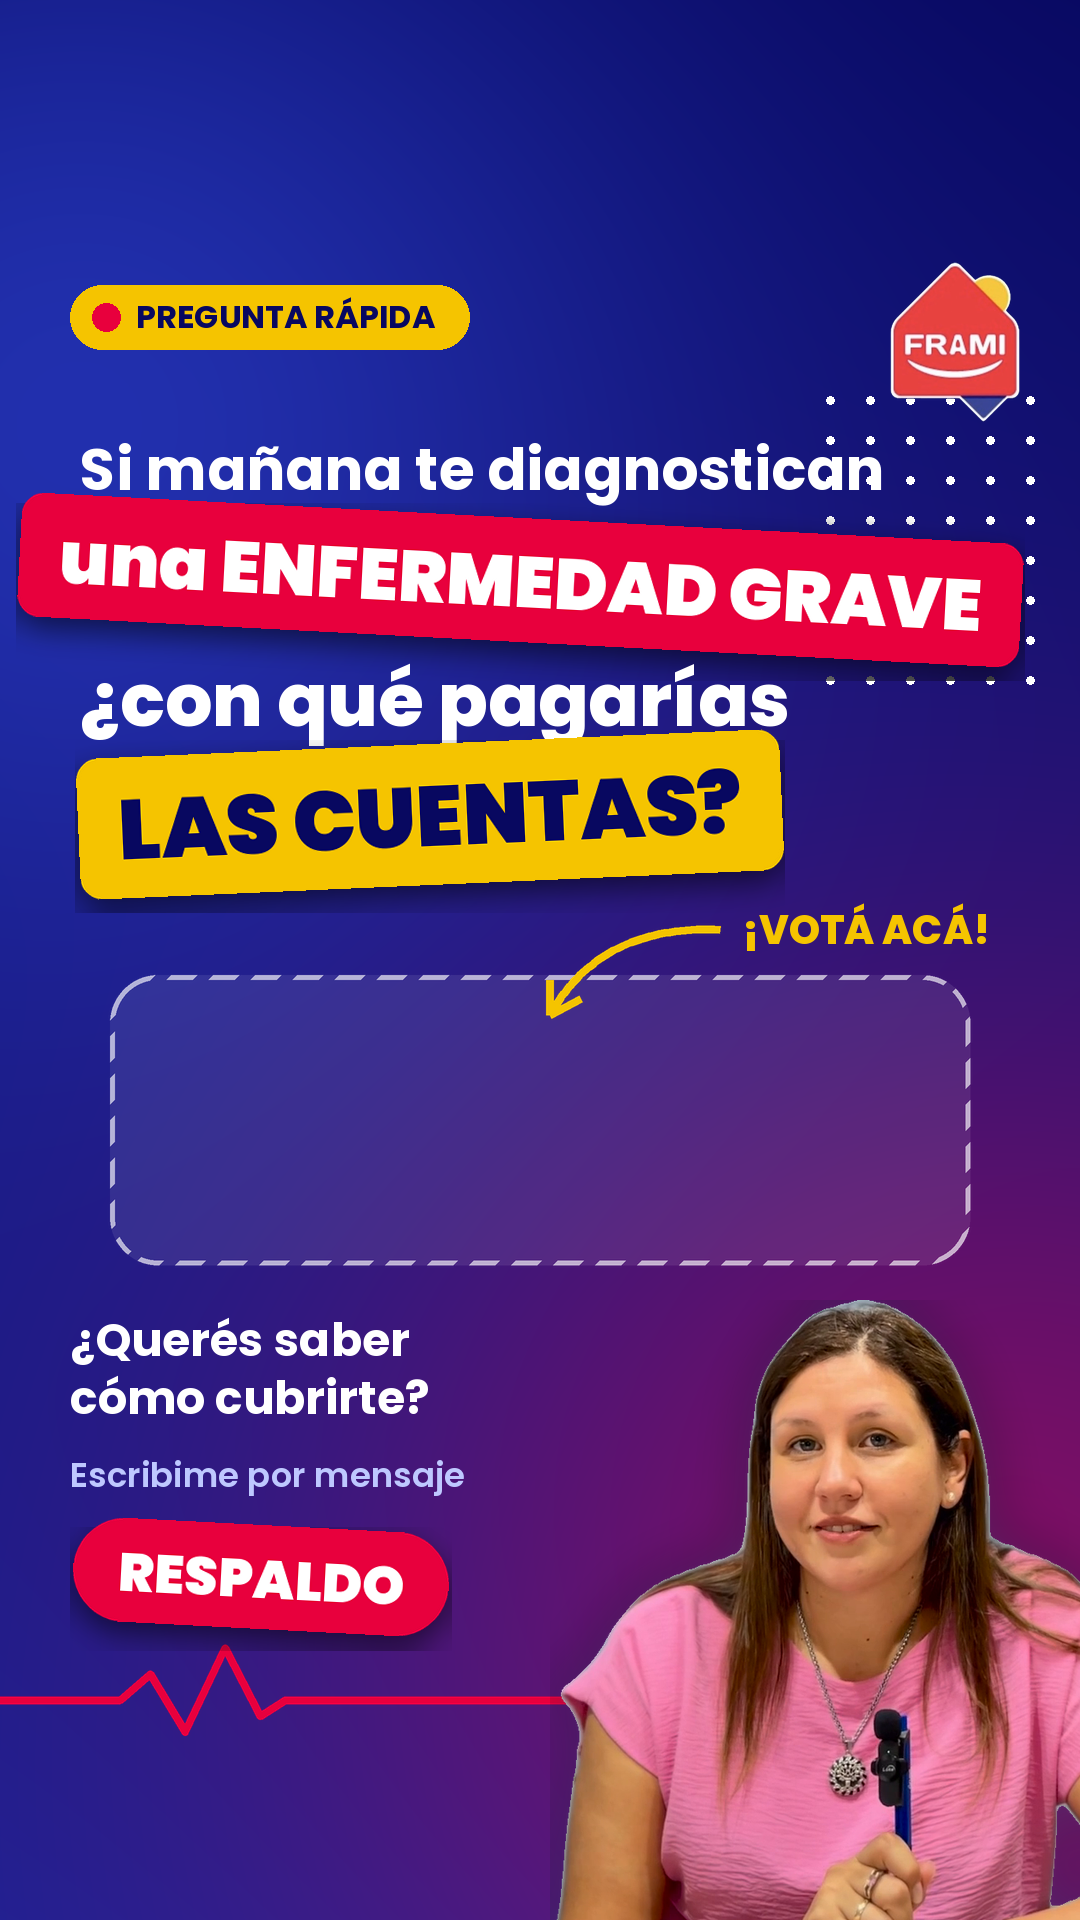 PREGUNTA RÁPIDA
FRAMI
Si mañana te diagnostican
una ENFERMEDAD GRAVE
¿con qué pagarías
LAS CUENTAS?
¡VOTÁ ACÁ!
¿Querés saber
cómo cubrirte?
Escribime por mensaje
RESPALDO